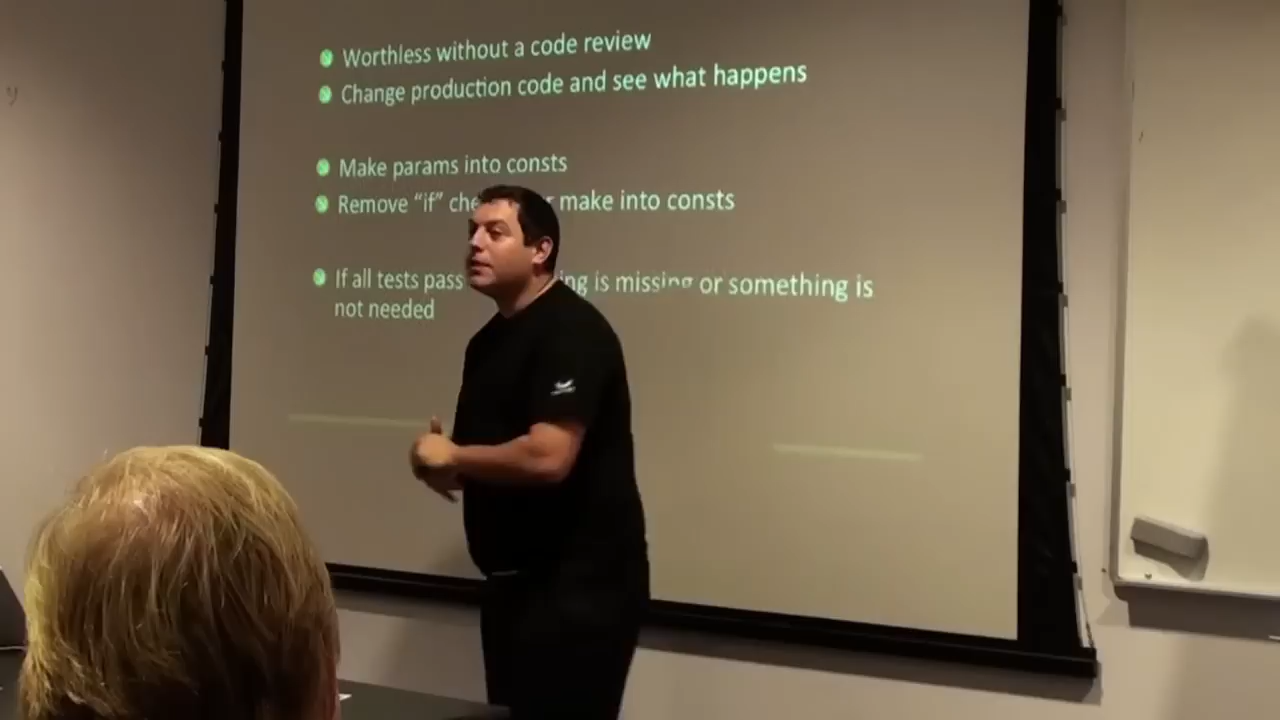 Worthless without a code review
Change production code and see what happens
Make params into consts
Remove “if” che make into consts
If all tests pass ing is missing or something is
not needed